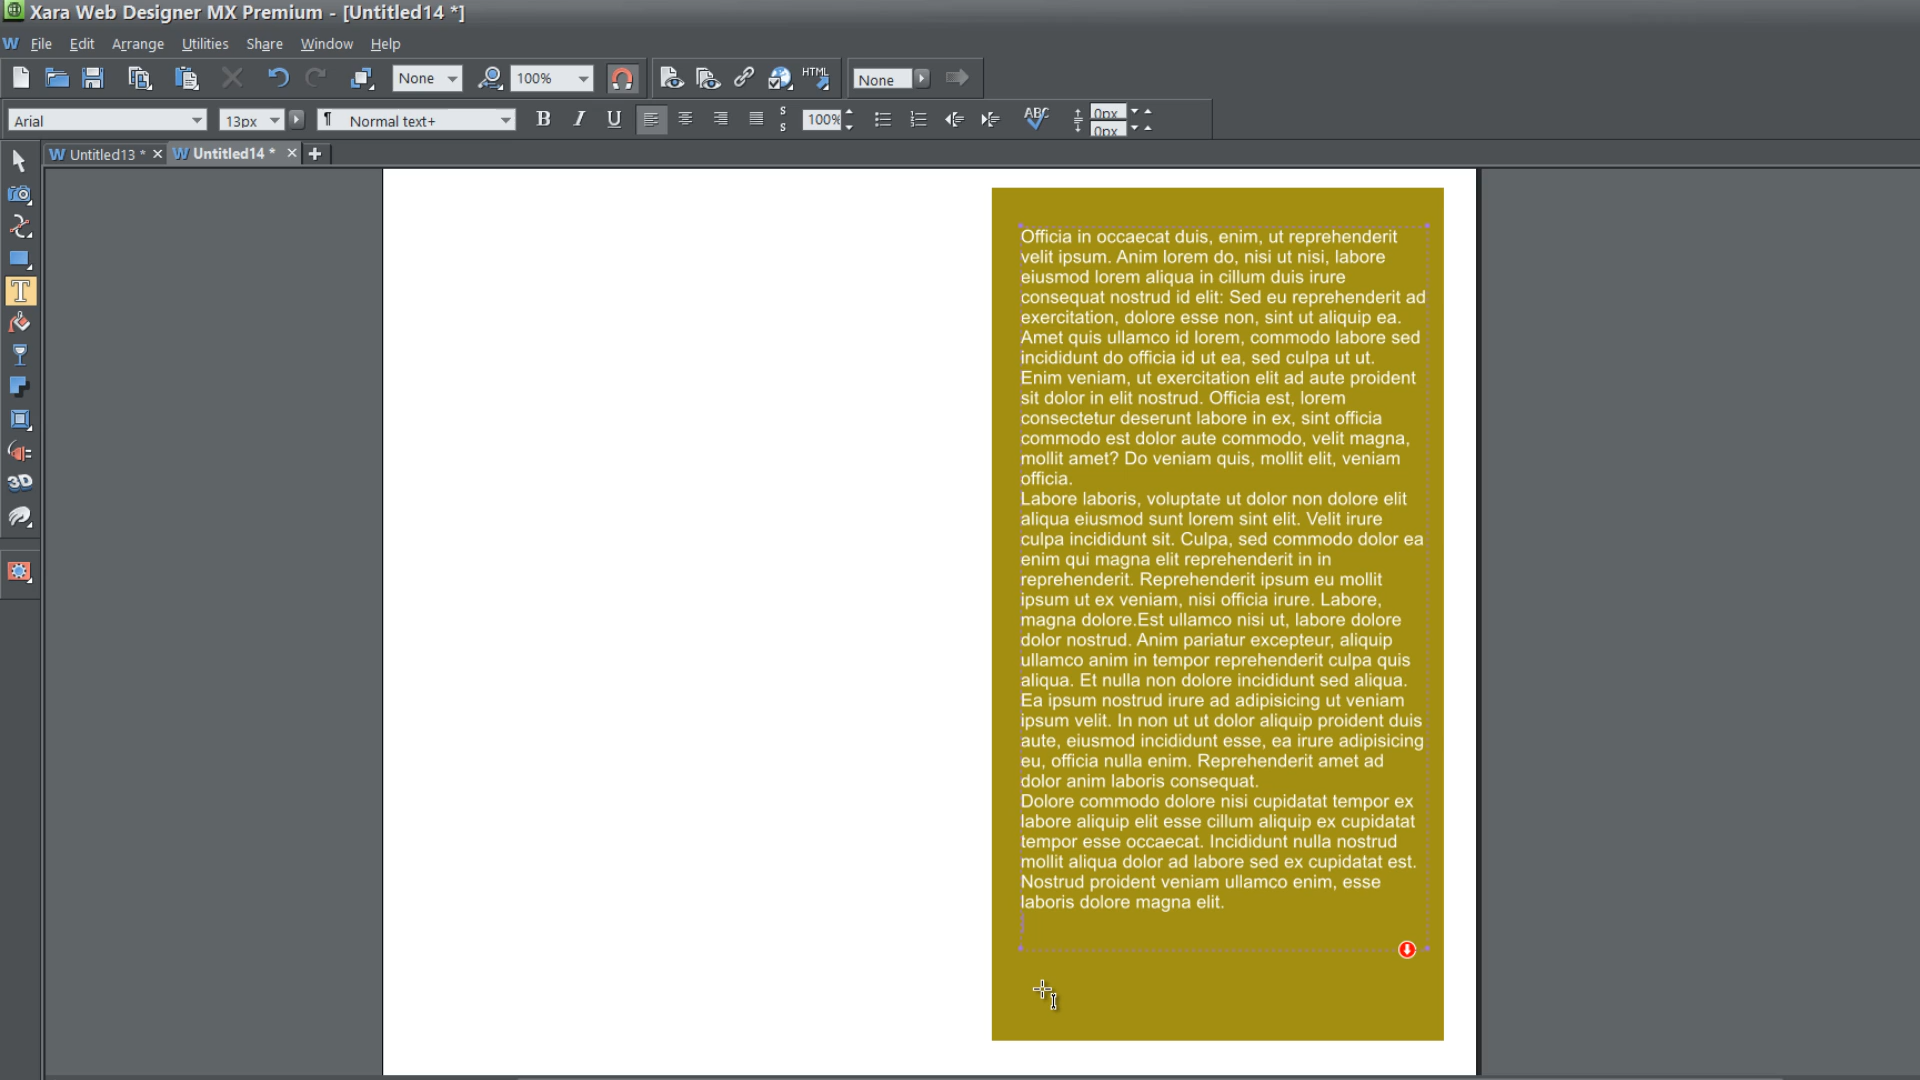 Xara Web Designer MX Premium - [Untitled14 *]
W File Edit Arrange Utilities Share Window Help
None 100% HTML None
Arial 13px ¶ Normal text+ B I U S S 100% ABC 0px
0px
W Untitled13 * W Untitled14 *
T
3D
Officia in occaecat duis, enim, ut reprehenderit
velit ipsum. Anim lorem do, nisi ut nisi, labore
eiusmod lorem aliqua in cillum duis irure
consequat nostrud id elit: Sed eu reprehenderit ad
exercitation, dolore esse non, sint ut aliquip ea.
Amet quis ullamco id lorem, commodo labore sed
incididunt do officia id ut ea, sed culpa ut ut.
Enim veniam, ut exercitation elit ad aute proident
sit dolor in elit nostrud. Officia est, lorem
consectetur deserunt labore in ex, sint officia
commodo est dolor aute commodo, velit magna,
mollit amet? Do veniam quis, mollit elit, veniam
officia.
Labore laboris, voluptate ut dolor non dolore elit
aliqua eiusmod sunt lorem sint elit. Velit irure
culpa incididunt sit. Culpa, sed commodo dolor ea
enim qui magna elit reprehenderit in in
reprehenderit. Reprehenderit ipsum eu mollit
ipsum ut ex veniam, nisi officia irure. Labore,
magna dolore.Est ullamco nisi ut, labore dolore
dolor nostrud. Anim pariatur excepteur, aliquip
ullamco anim in tempor reprehenderit culpa quis
aliqua. Et nulla non dolore incididunt sed aliqua.
Ea ipsum nostrud irure ad adipisicing ut veniam
ipsum velit. In non ut ut dolor aliquip proident duis
aute, eiusmod incididunt esse, ea irure adipisicing
eu, officia nulla enim. Reprehenderit amet ad
dolor anim laboris consequat.
Dolore commodo dolore nisi cupidatat tempor ex
labore aliquip elit esse cillum aliquip ex cupidatat
tempor esse occaecat. Incididunt nulla nostrud
mollit aliqua dolor ad labore sed ex cupidatat est.
Nostrud proident veniam ullamco enim, esse
laboris dolore magna elit.